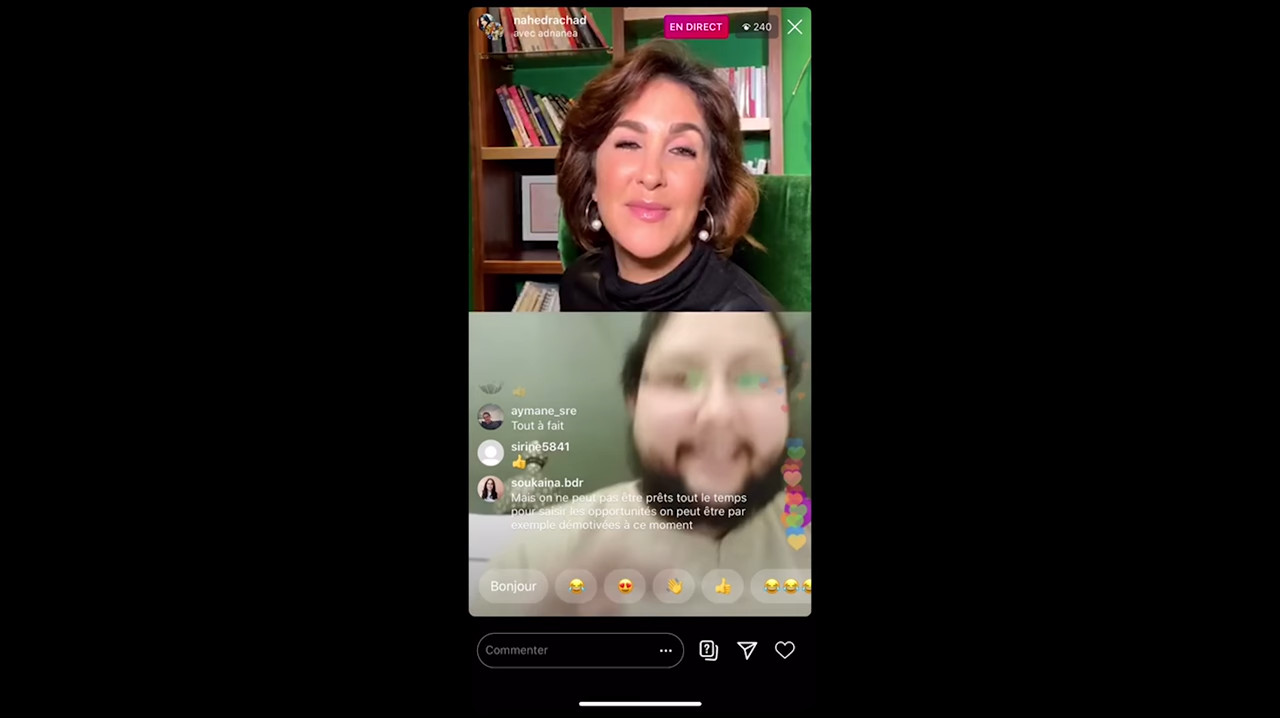 nahedrachad
avec adnanea
EN DIRECT
240
aymane_sre
Tout à fait
sirine5841
👍
soukaina.bdr
Mais on ne peut pas être prêts tout le temps
pour saisir les opportunités on peut être par
exemple démotivées à ce moment
Bonjour 😂 😍 👋 👍 😂😂😂
Commenter